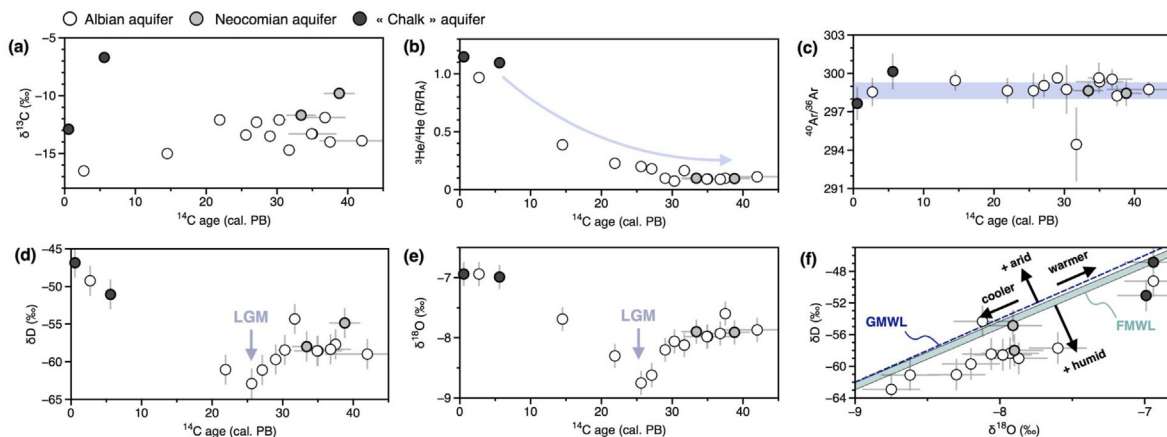 Albian aquifer Neocomian aquifer « Chalk » aquifer
(a)
δ¹³C (‰)
−5
−10
−15
0 10 20 30 40
¹⁴C age (cal. PB)
(b)
³He/⁴He (R/RA)
1.0
0.5
0
0 10 20 30 40
¹⁴C age (cal. PB)
(c)
⁴⁰Ar/³⁶Ar
303
300
297
294
291
0 10 20 30 40
¹⁴C age (cal. PB)
(d)
δD (‰)
−45
−50
−55
−60
−65
LGM
0 10 20 30 40
¹⁴C age (cal. PB)
(e)
δ¹⁸O (‰)
−7
−8
−9
LGM
0 10 20 30 40
¹⁴C age (cal. PB)
(f)
δD (‰)
−48
−52
−56
−60
−64
+ arid
warmer
cooler
GMWL
FMWL
+ humid
−9 −8 −7
δ¹⁸O (‰)